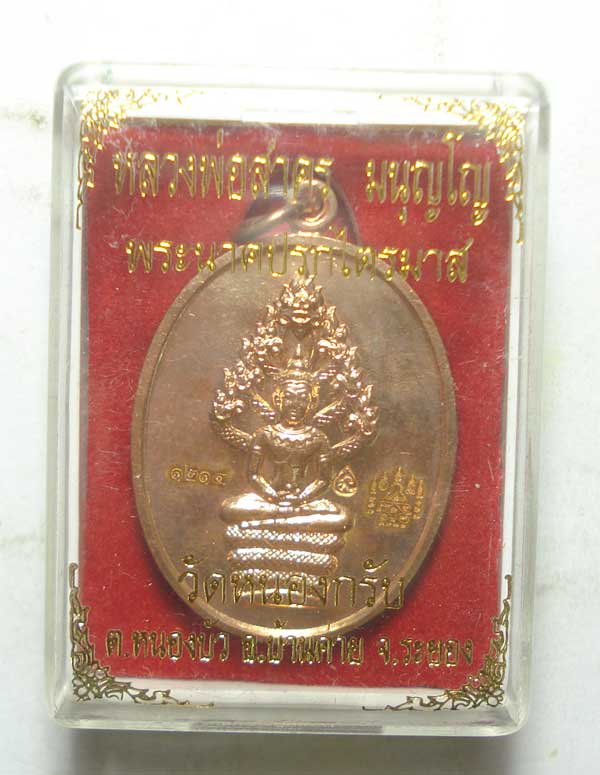 หลวงพ่อสาคร มนุญโญ
พระนาคปรกไตรมาส
๑๒๑๔
วัดหนองกรับ
ต.หนองบัว อ.บ้านค่าย จ.ระยอง